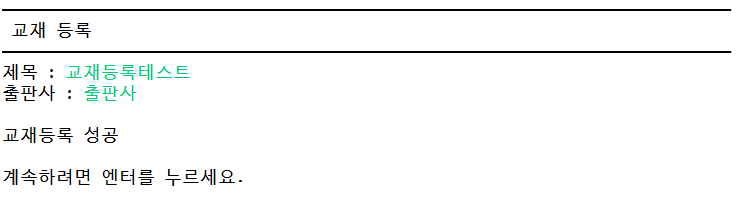 교재 등록
제목 : 교재등록테스트
출판사 : 출판사
교재등록 성공
계속하려면 엔터를 누르세요.